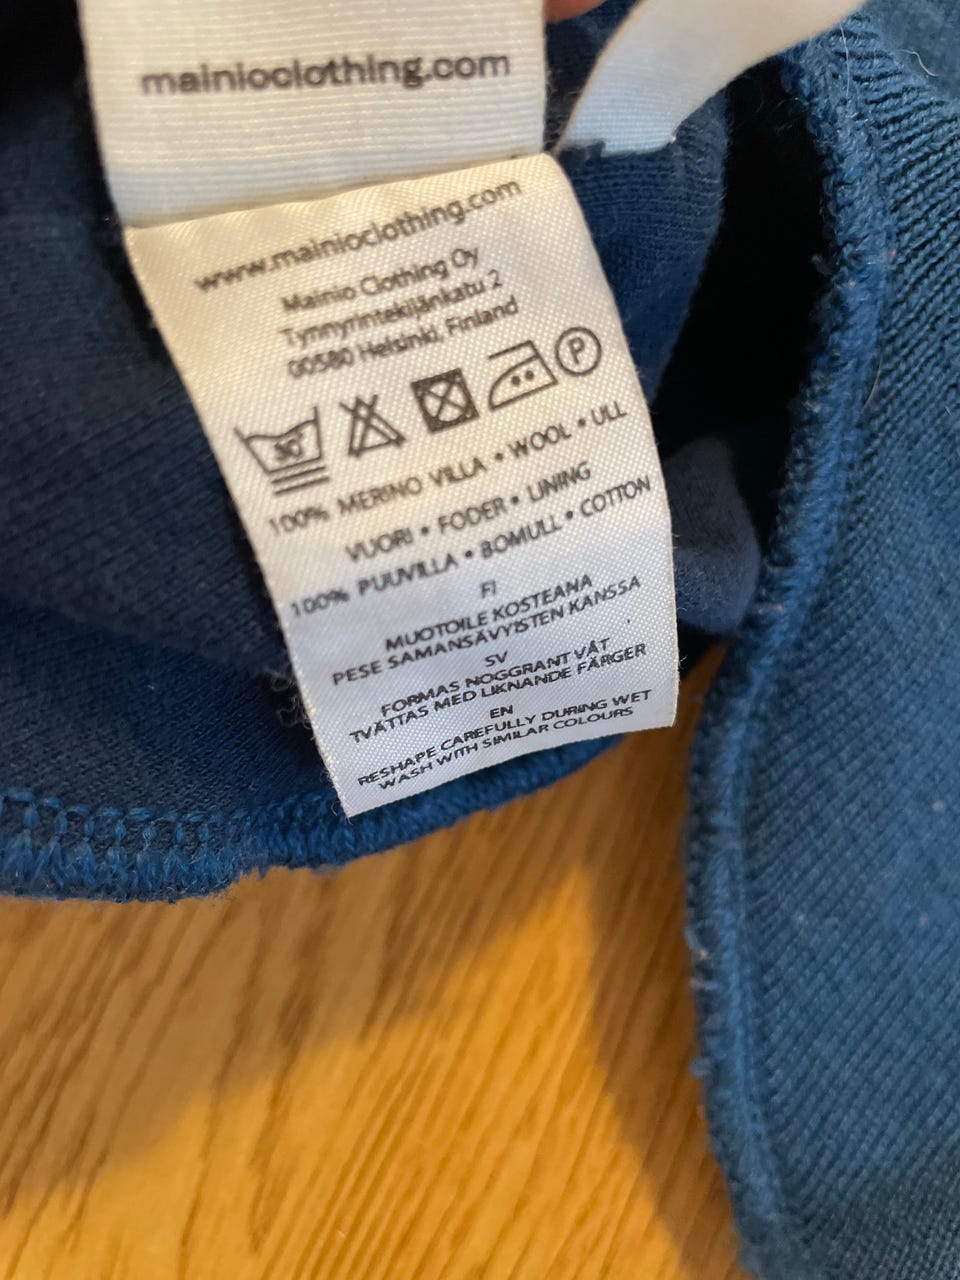 mainioclothing.com
www.mainioclothing.com
Mainio Clothing Oy
Tynnyrintekijänkatu 2
00580 Helsinki, Finland
30° P
100% MERINO VILLA • WOOL • ULL
VUORI • FODER • LINING
100% PUUVILLA • BOMULL • COTTON
FI
MUOTOILE KOSTEANA
PESE SAMANSÄVYISTEN KANSSA
SV
FORMAS NOGGRANT VÅT
TVÄTTAS MED LIKNANDE FÄRGER
EN
RESHAPE CAREFULLY DURING WET
WASH WITH SIMILAR COLOURS